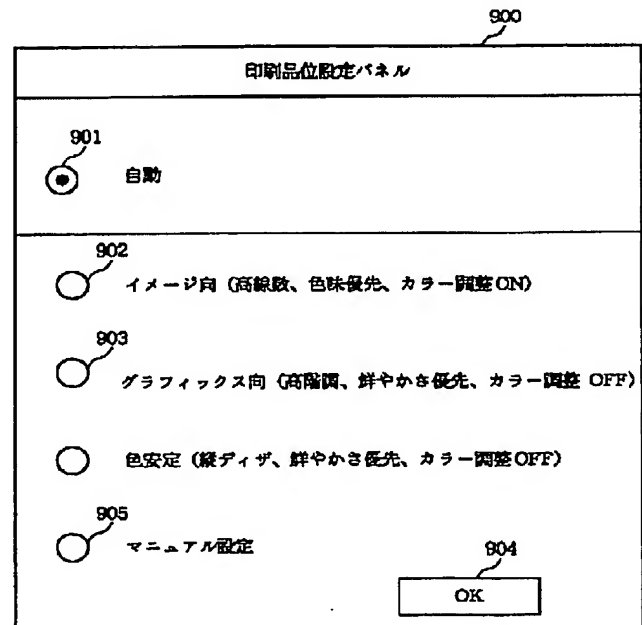 900
印刷品位設定パネル
901
自動
902
イメージ向 (高線数、色味優先、カラー調整ON)
903
グラフィックス向 (高階調、鮮やかさ優先、カラー調整 OFF)
色安定 (縦ディザ、鮮やかさ優先、カラー調整OFF)
905
マニュアル設定
904
OK